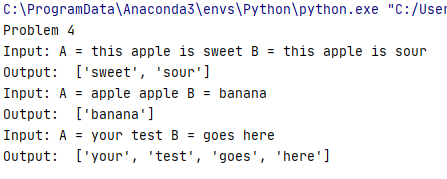 C:\ProgramData\Anaconda3\envs\Python\python.exe "C:/User
Problem 4
Input: A = this apple is sweet B = this apple is sour
Output:  ['sweet', 'sour']
Input: A = apple apple B = banana
Output:  ['banana']
Input: A = your test B = goes here
Output:  ['your', 'test', 'goes', 'here']